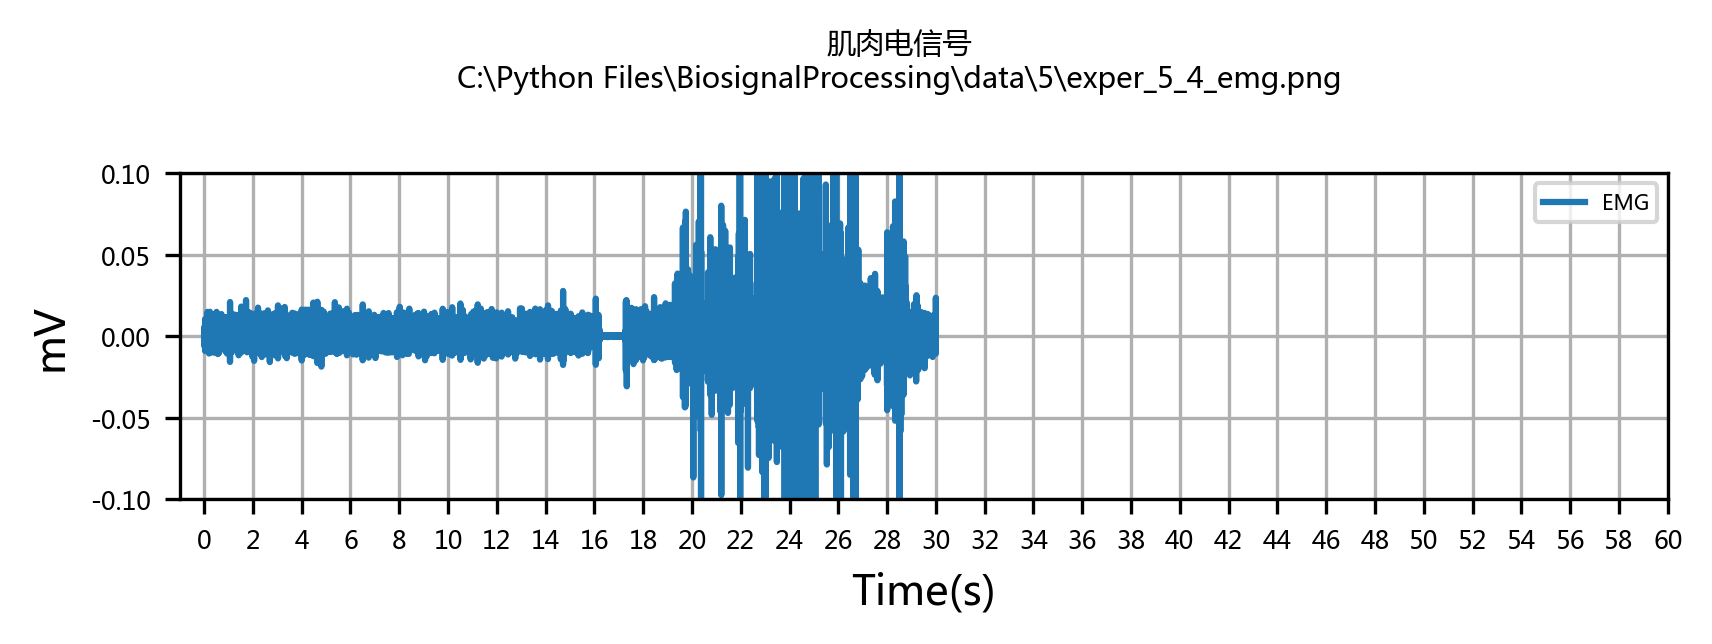 肌肉电信号
C:\Python Files\BiosignalProcessing\data\5\exper_5_4_emg.png
0.10
0.05
0.00
-0.05
-0.10
mV
EMG
0 2 4 6 8 10 12 14 16 18 20 22 24 26 28 30 32 34 36 38 40 42 44 46 48 50 52 54 56 58 60
Time(s)